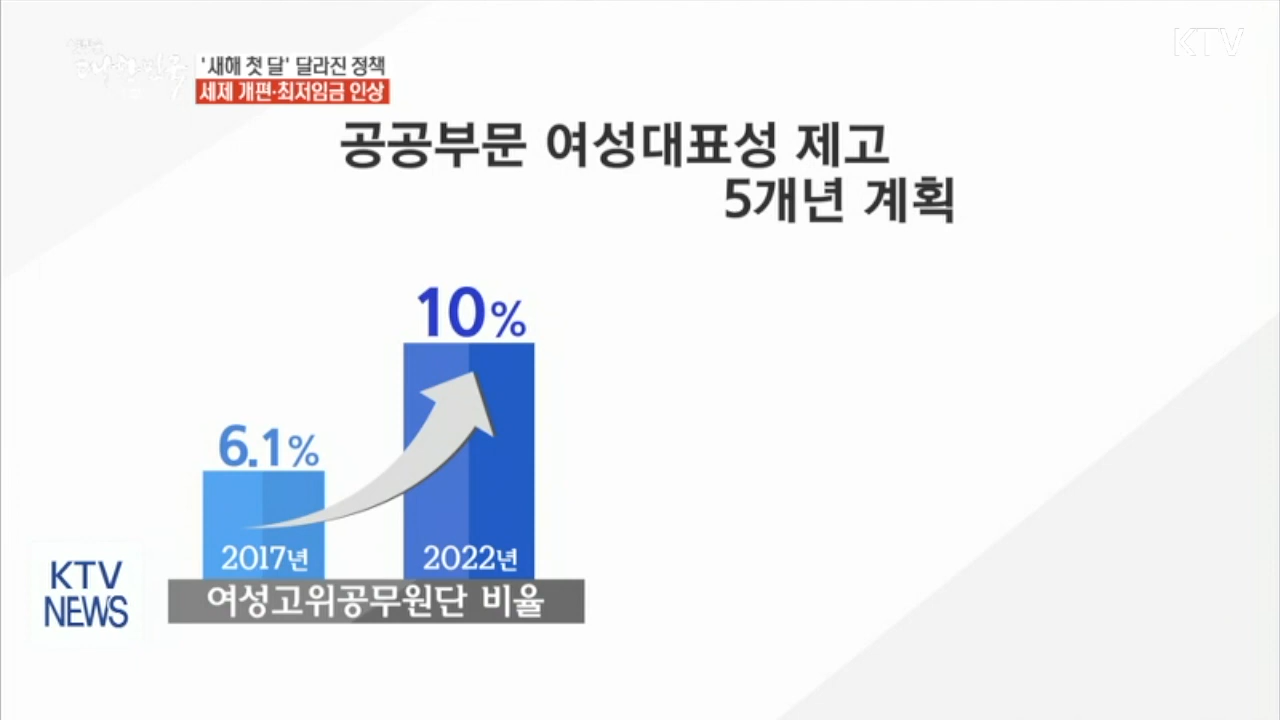 KTV
'새해 첫 달' 달라진 정책
세제 개편·최저임금 인상
공공부문 여성대표성 제고
5개년 계획
10%
6.1%
2017년
2022년
여성고위공무원단 비율
KTV
NEWS